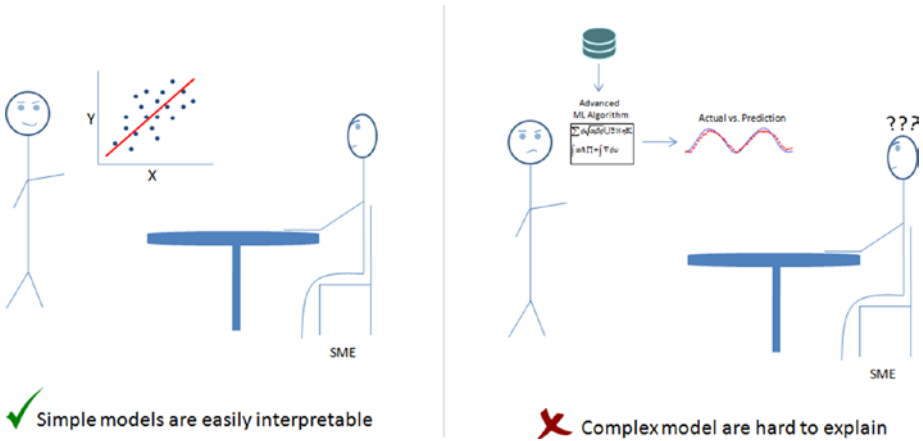 Y
X
SME
Simple models are easily interpretable
Advanced
ML Algorithm
Actual vs. Prediction
???
SME
Complex model are hard to explain